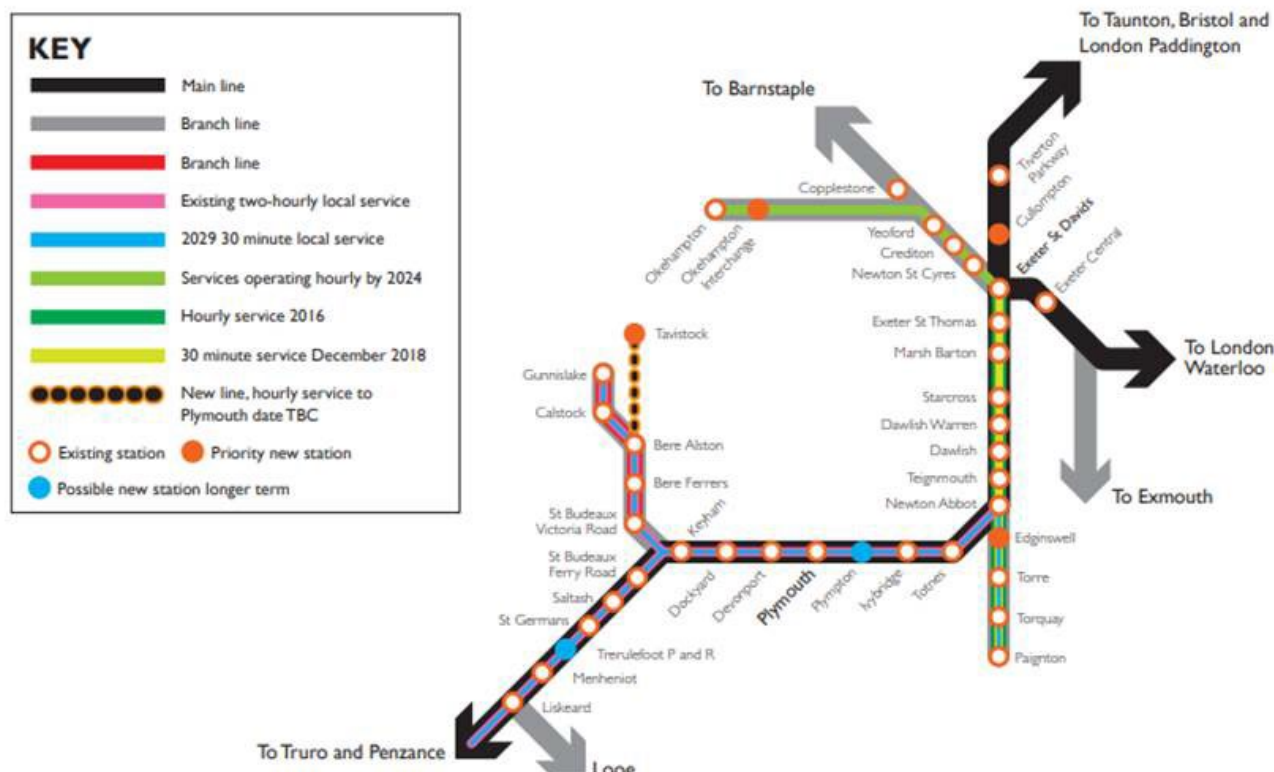 KEY
Main line
Branch line
Branch line
Existing two-hourly local service
2029 30 minute local service
Services operating hourly by 2024
Hourly service 2016
30 minute service December 2018
New line, hourly service to
Plymouth date TBC
Existing station
Priority new station
Possible new station longer term
To Taunton, Bristol and
London Paddington
To Barnstaple
Tiverton
Parkway
Cullompton
Exeter St Davids
Exeter Central
Copplestone
Okehampton
Okehampton
Interchange
Yeoford
Crediton
Newton St Cyres
To London
Waterloo
To Exmouth
Exeter St Thomas
Marsh Barton
Starcross
Dawlish Warren
Dawlish
Teignmouth
Newton Abbot
Edginswell
Torre
Torquay
Paignton
Tavistock
Gunnislake
Calstock
Bere Alston
Bere Ferrers
St Budeaux
Victoria Road
St Budeaux
Ferry Road
Keyham
Dockyard
Devonport
Plymouth
Plympton
Ivybridge
Totnes
Saltash
St Germans
Trerulefoot P and R
Menheniot
Liskeard
To Truro and Penzance
Looe